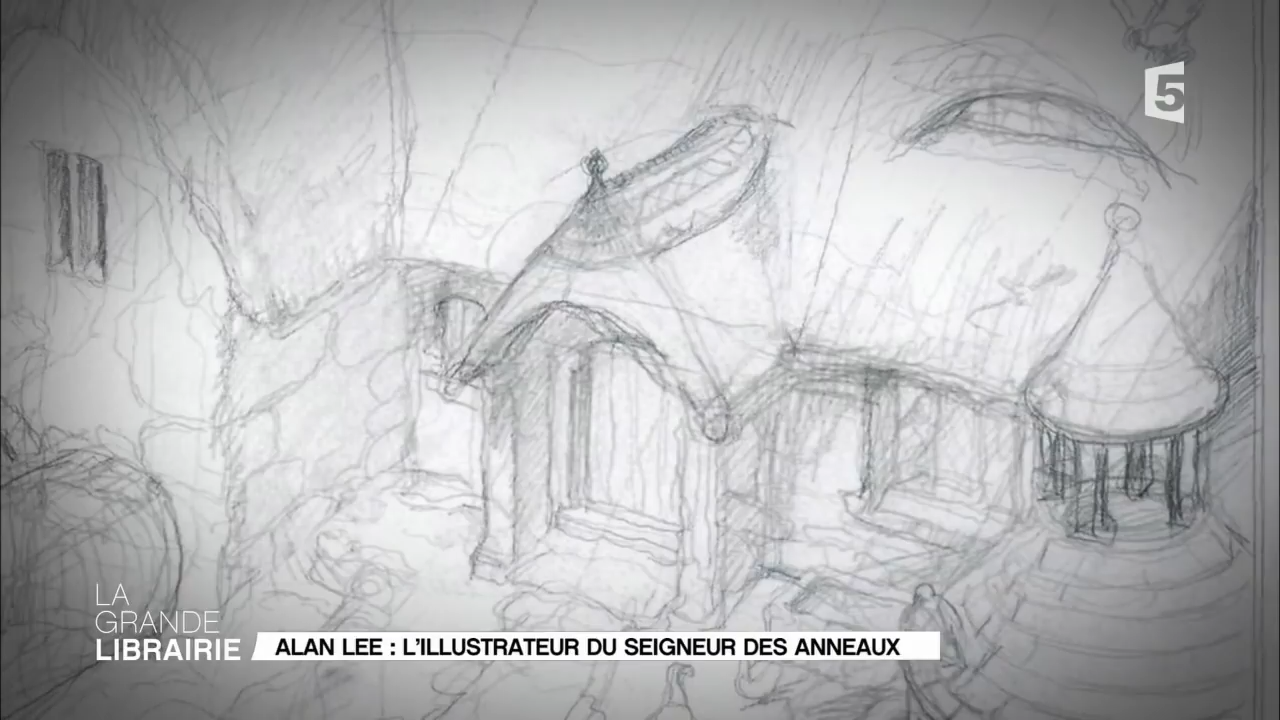 5
LA
GRANDE
LIBRAIRIE
ALAN LEE : L'ILLUSTRATEUR DU SEIGNEUR DES ANNEAUX